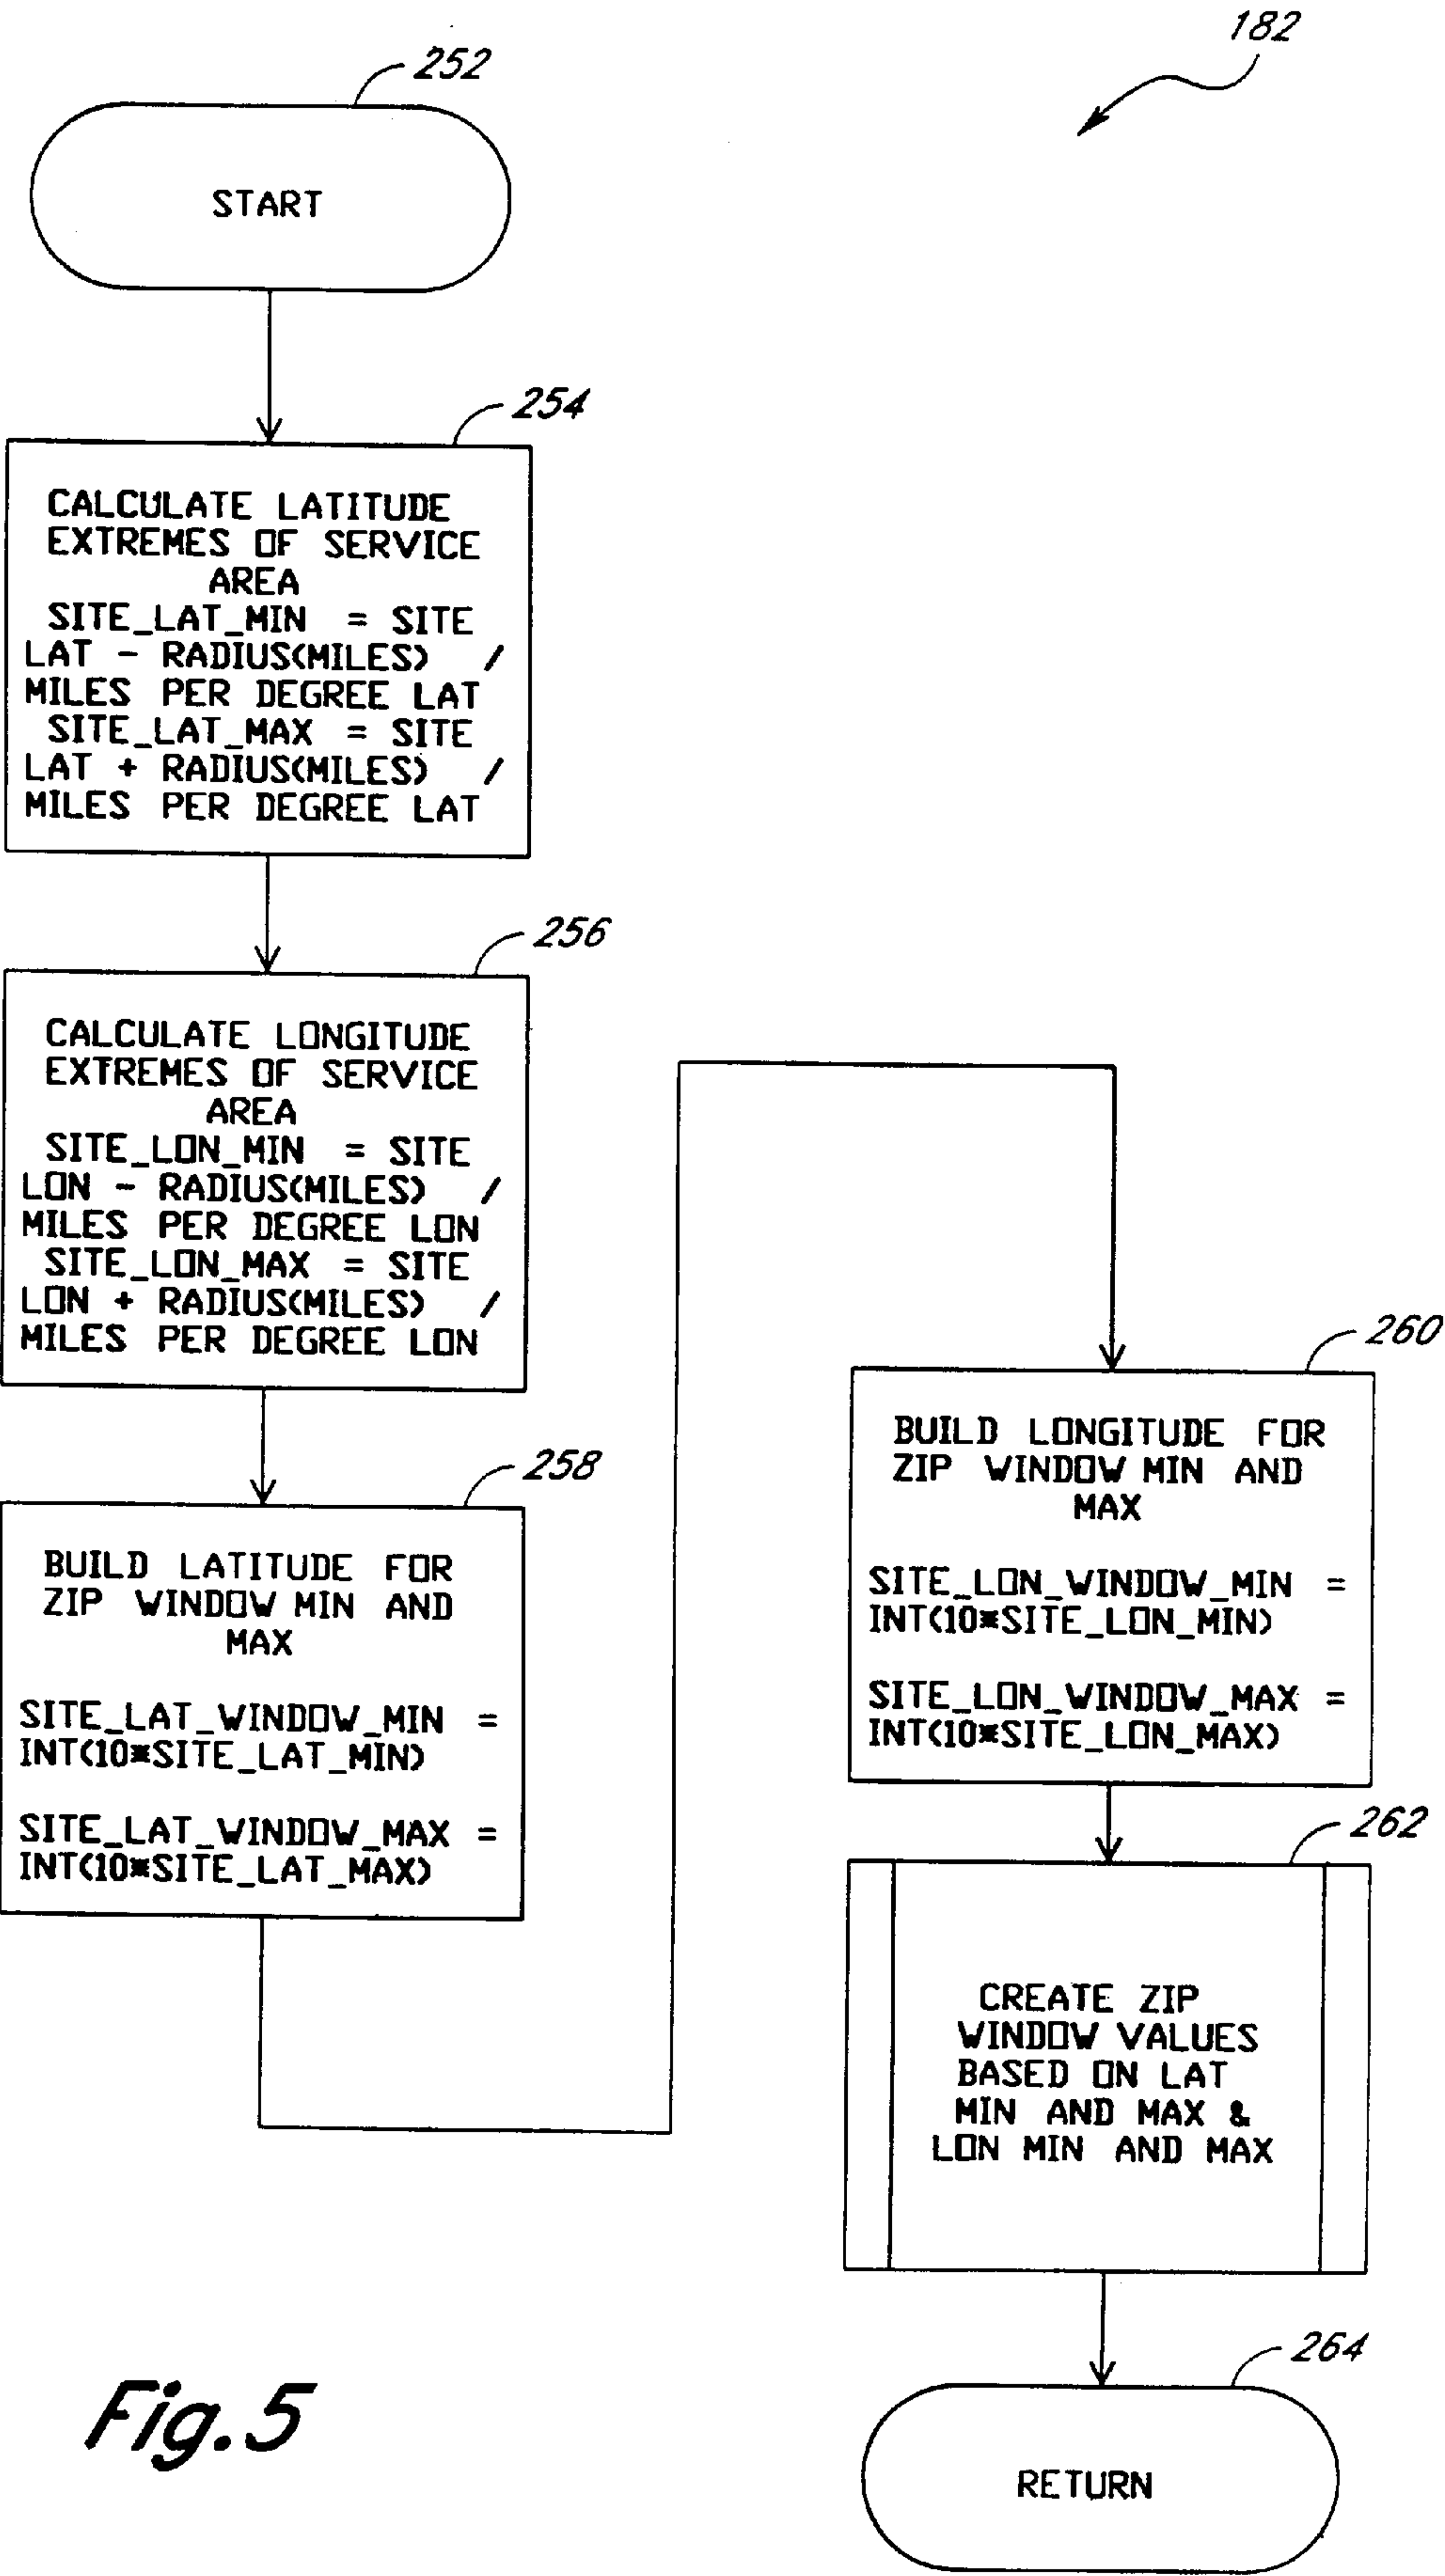 182
252
START
254
CALCULATE LATITUDE
EXTREMES OF SERVICE
AREA
SITE_LAT_MIN = SITE
LAT - RADIUS(MILES) /
MILES PER DEGREE LAT
SITE_LAT_MAX = SITE
LAT + RADIUS(MILES) /
MILES PER DEGREE LAT
256
CALCULATE LONGITUDE
EXTREMES OF SERVICE
AREA
SITE_LON_MIN = SITE
LON - RADIUS(MILES) /
MILES PER DEGREE LON
SITE_LON_MAX = SITE
LON + RADIUS(MILES) /
MILES PER DEGREE LON
258
BUILD LATITUDE FOR
ZIP WINDOW MIN AND
MAX
SITE_LAT_WINDOW_MIN =
INT(10*SITE_LAT_MIN)
SITE_LAT_WINDOW_MAX =
INT(10*SITE_LAT_MAX)
260
BUILD LONGITUDE FOR
ZIP WINDOW MIN AND
MAX
SITE_LON_WINDOW_MIN =
INT(10*SITE_LON_MIN)
SITE_LON_WINDOW_MAX =
INT(10*SITE_LON_MAX)
262
CREATE ZIP
WINDOW VALUES
BASED ON LAT
MIN AND MAX &
LON MIN AND MAX
264
RETURN
Fig. 5